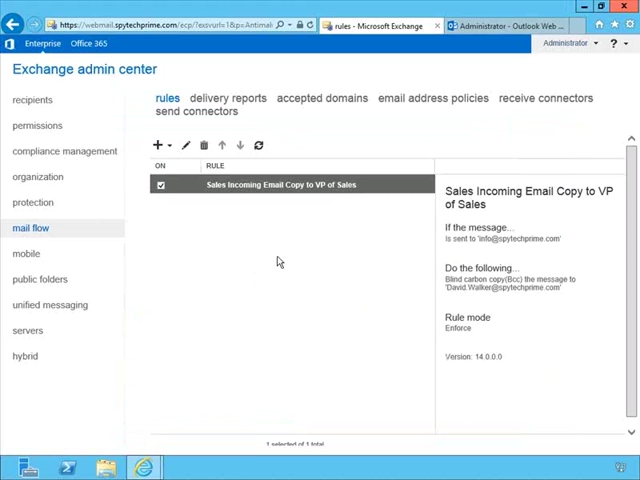 https://webmail.spytechprime.com/ecp/?exsvurl=1&p=Antimalw
rules - Microsoft Exchange
Administrator - Outlook Web ...
Enterprise
Office 365
Administrator
?
Exchange admin center
recipients
permissions
compliance management
organization
protection
mail flow
mobile
public folders
unified messaging
servers
hybrid
rules delivery reports accepted domains email address policies receive connectors
send connectors
ON RULE
Sales Incoming Email Copy to VP of Sales
Sales Incoming Email Copy to VP
of Sales
If the message...
is sent to 'info@spytechprime.com'
Do the following...
Blind carbon copy(Bcc) the message to
'David.Walker@spytechprime.com'
Rule mode
Enforce
Version: 14.0.0.0
1 selected of 1 total